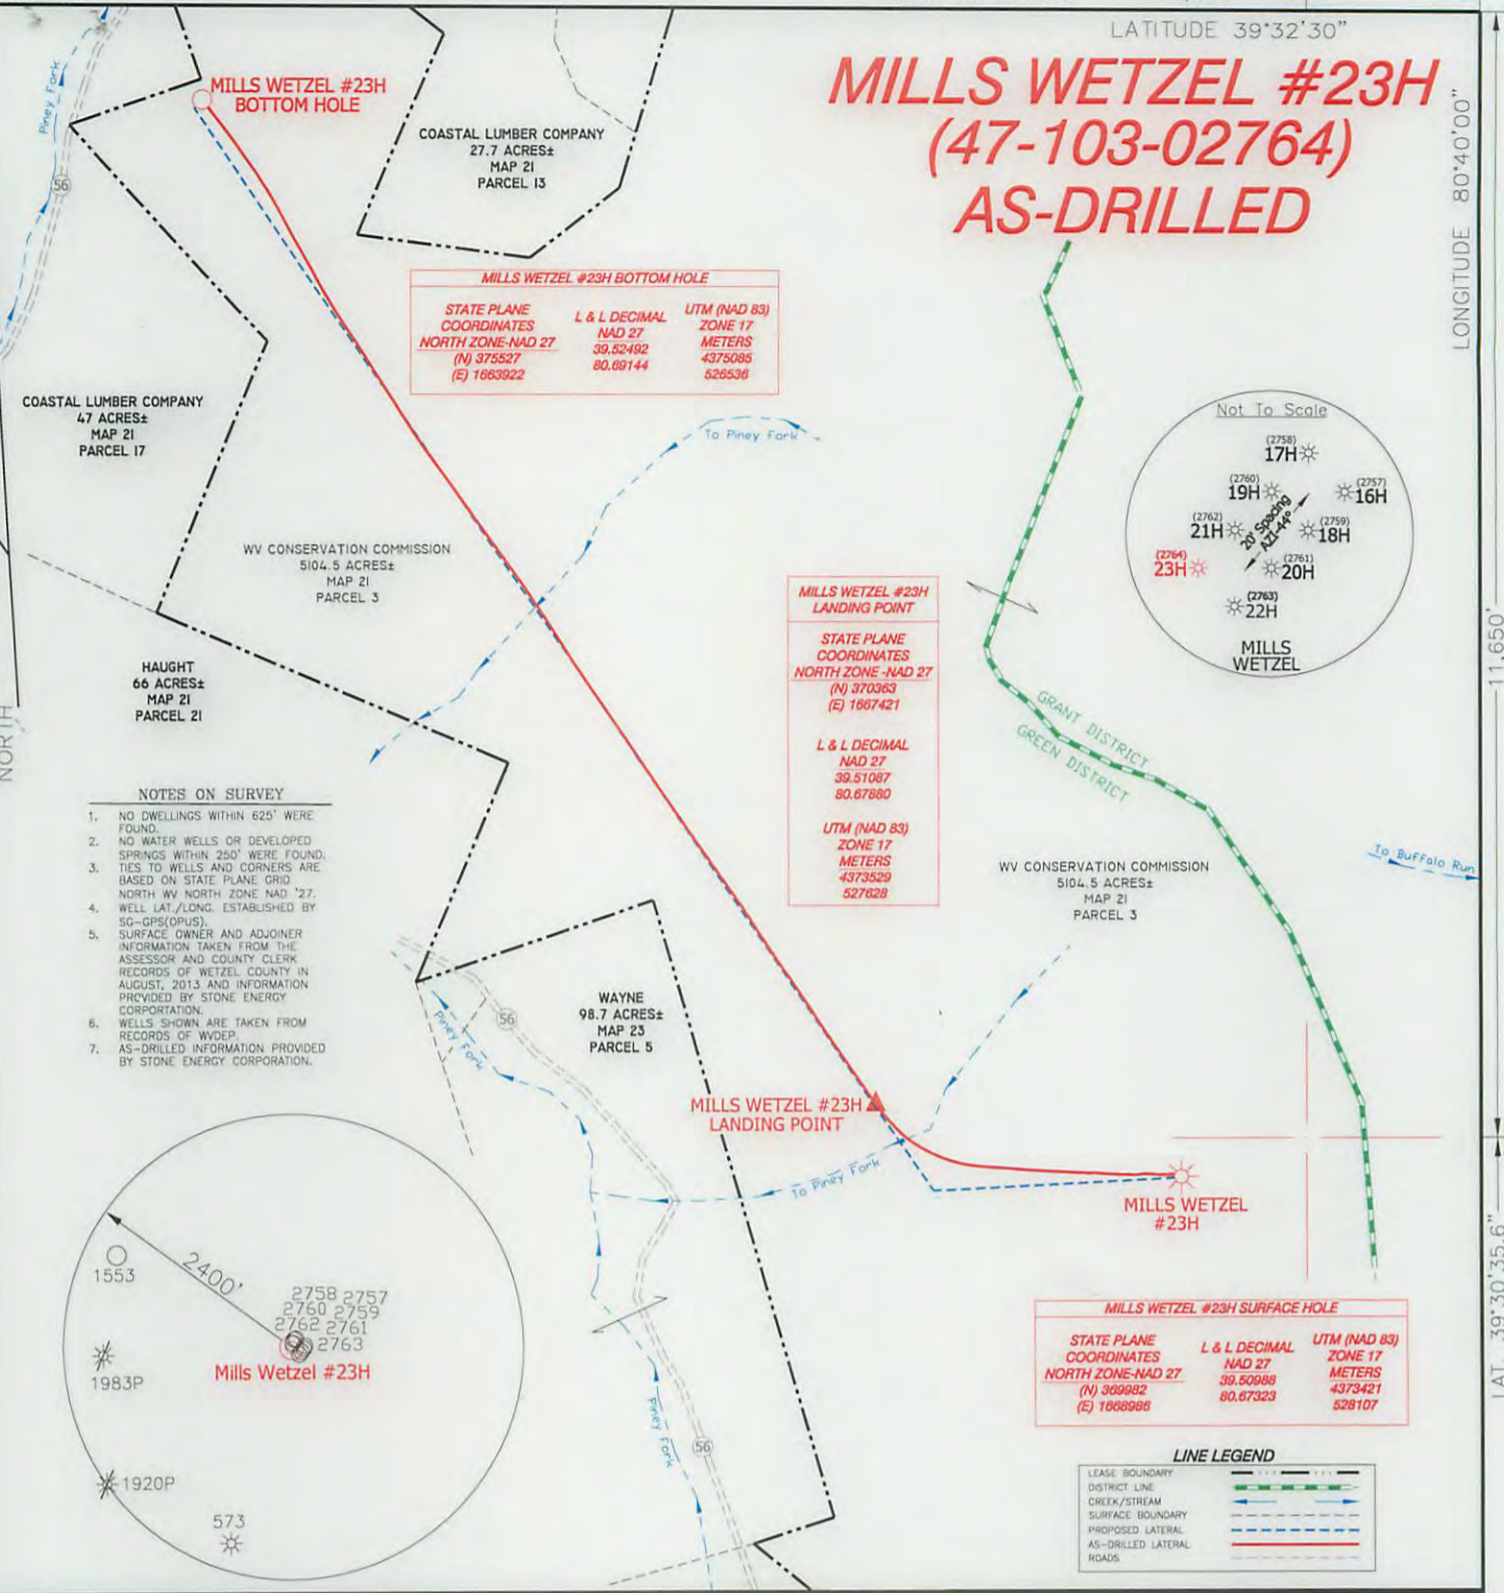 LATITUDE 39°32'30"
MILLS WETZEL #23H
(47-103-02764)
AS-DRILLED
LONGITUDE 80°40'00"
11,650'
LAT. 39°30'35.6"
NORTH
Piney Fork
56
MILLS WETZEL #23H
BOTTOM HOLE
COASTAL LUMBER COMPANY
27.7 ACRES±
MAP 21
PARCEL 13
MILLS WETZEL #23H BOTTOM HOLE
STATE PLANE
COORDINATES
NORTH ZONE-NAD 27
(N) 375527
(E) 1663922
L & L DECIMAL
NAD 27
39.52492
80.69144
UTM (NAD 83)
ZONE 17
METERS
4375085
526536
COASTAL LUMBER COMPANY
47 ACRES±
MAP 21
PARCEL 17
To Piney Fork
Not To Scale
(2758)
17H
(2760)
19H
(2757)
16H
(2762)
21H
20' Spacing
AZI-44°
(2759)
18H
(2764)
23H
(2761)
20H
(2763)
22H
MILLS
WETZEL
WV CONSERVATION COMMISSION
5104.5 ACRES±
MAP 21
PARCEL 3
MILLS WETZEL #23H
LANDING POINT
STATE PLANE
COORDINATES
NORTH ZONE -NAD 27
(N) 370363
(E) 1667421
L & L DECIMAL
NAD 27
39.51087
80.67880
UTM (NAD 83)
ZONE 17
METERS
4373529
527628
HAUGHT
66 ACRES±
MAP 21
PARCEL 21
GRANT DISTRICT
GREEN DISTRICT
NOTES ON SURVEY
1. NO DWELLINGS WITHIN 625' WERE
FOUND.
2. NO WATER WELLS OR DEVELOPED
SPRINGS WITHIN 250' WERE FOUND.
3. TIES TO WELLS AND CORNERS ARE
BASED ON STATE PLANE GRID
NORTH WV NORTH ZONE NAD '27.
4. WELL LAT./LONG. ESTABLISHED BY
SG-GPS(OPUS).
5. SURFACE OWNER AND ADJOINER
INFORMATION TAKEN FROM THE
ASSESSOR AND COUNTY CLERK
RECORDS OF WETZEL COUNTY IN
AUGUST, 2013 AND INFORMATION
PROVIDED BY STONE ENERGY
CORPORTATION.
6. WELLS SHOWN ARE TAKEN FROM
RECORDS OF WVDEP.
7. AS-DRILLED INFORMATION PROVIDED
BY STONE ENERGY CORPORATION.
To Buffalo Run
WV CONSERVATION COMMISSION
5104.5 ACRES±
MAP 21
PARCEL 3
WAYNE
98.7 ACRES±
MAP 23
PARCEL 5
56
Piney Fork
MILLS WETZEL #23H
LANDING POINT
To Piney Fork
MILLS WETZEL
#23H
2400'
1553
2758 2757
2760 2759
2762 2761
2763
Mills Wetzel #23H
1983P
1920P
573
Piney Fork
56
MILLS WETZEL #23H SURFACE HOLE
STATE PLANE
COORDINATES
NORTH ZONE-NAD 27
(N) 369982
(E) 1668986
L & L DECIMAL
NAD 27
39.50988
80.67323
UTM (NAD 83)
ZONE 17
METERS
4373421
528107
LINE LEGEND
LEASE BOUNDARY
DISTRICT LINE
CREEK/STREAM
SURFACE BOUNDARY
PROPOSED LATERAL
AS-DRILLED LATERAL
ROADS